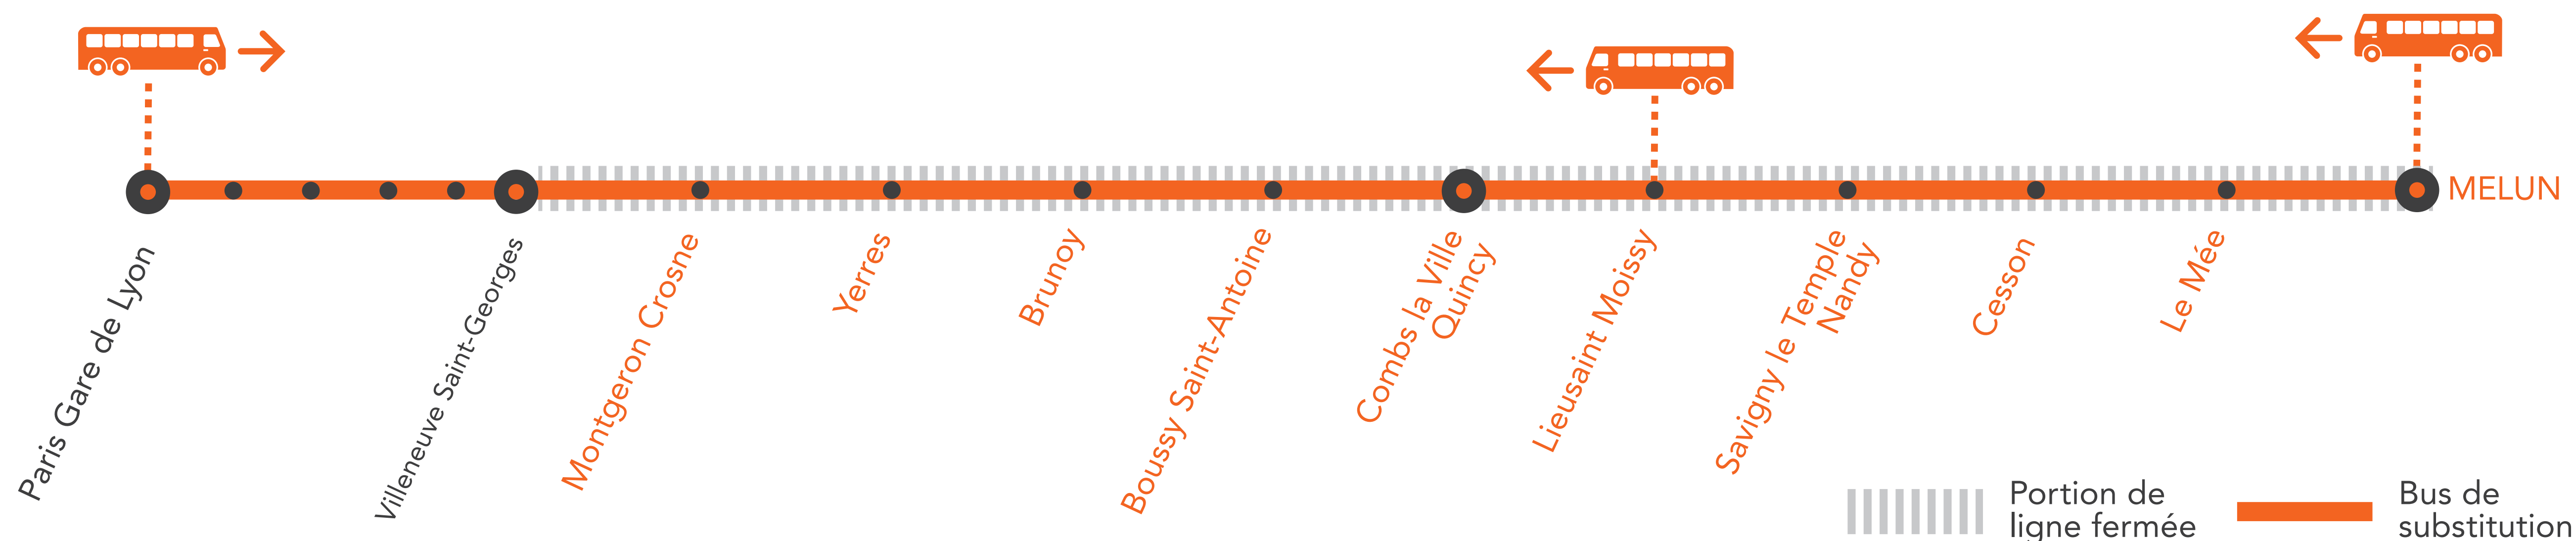 Paris Gare de Lyon
Villeneuve Saint-Georges
Montgeron Crosne
Yerres
Brunoy
Boussy Saint-Antoine
Combs la Ville
Quincy
Lieusaint Moissy
Savigny le Temple
Nandy
Cesson
Le Mée
MELUN
Portion de
ligne fermée
Bus de
substitution